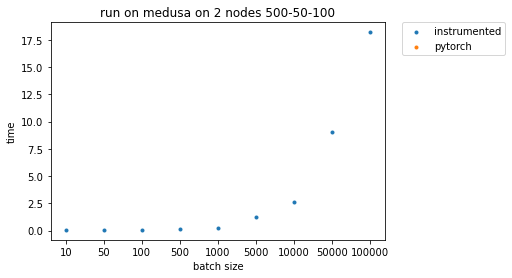 run on medusa on 2 nodes 500-50-100
instrumented
pytorch
17.5
15.0
12.5
10.0
7.5
5.0
2.5
0.0
time
10 50 100 500 1000 5000 10000 50000 100000
batch size